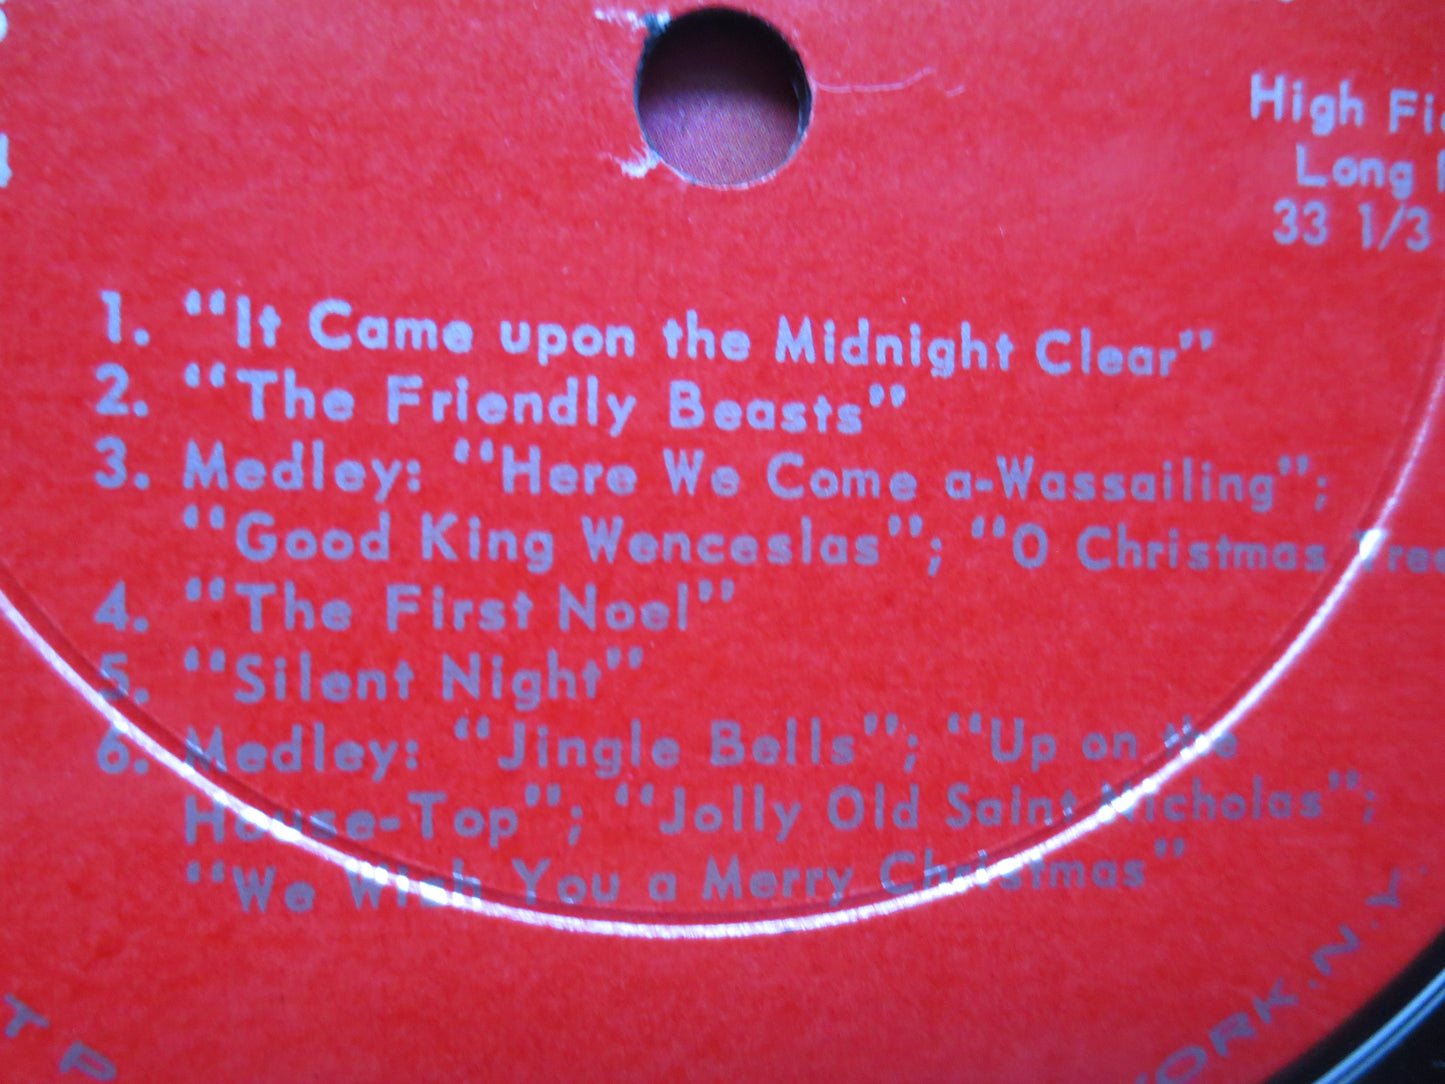 High
Long
33 1/3
1. "It Came upon the Midnight Clear"
2. "The Friendly Beasts"
3. Medley: "Here We Come a-Wassailing";
"Good King Wenceslas"; "O Christmas Tree
4. "The First Noel"
5. "Silent Night"
6. Medley: "Jingle Bells"; "Up on the
House-Top"; "Jolly Old Saint Nicholas";
"We Wish You a Merry Christmas"
ORK, N.Y.